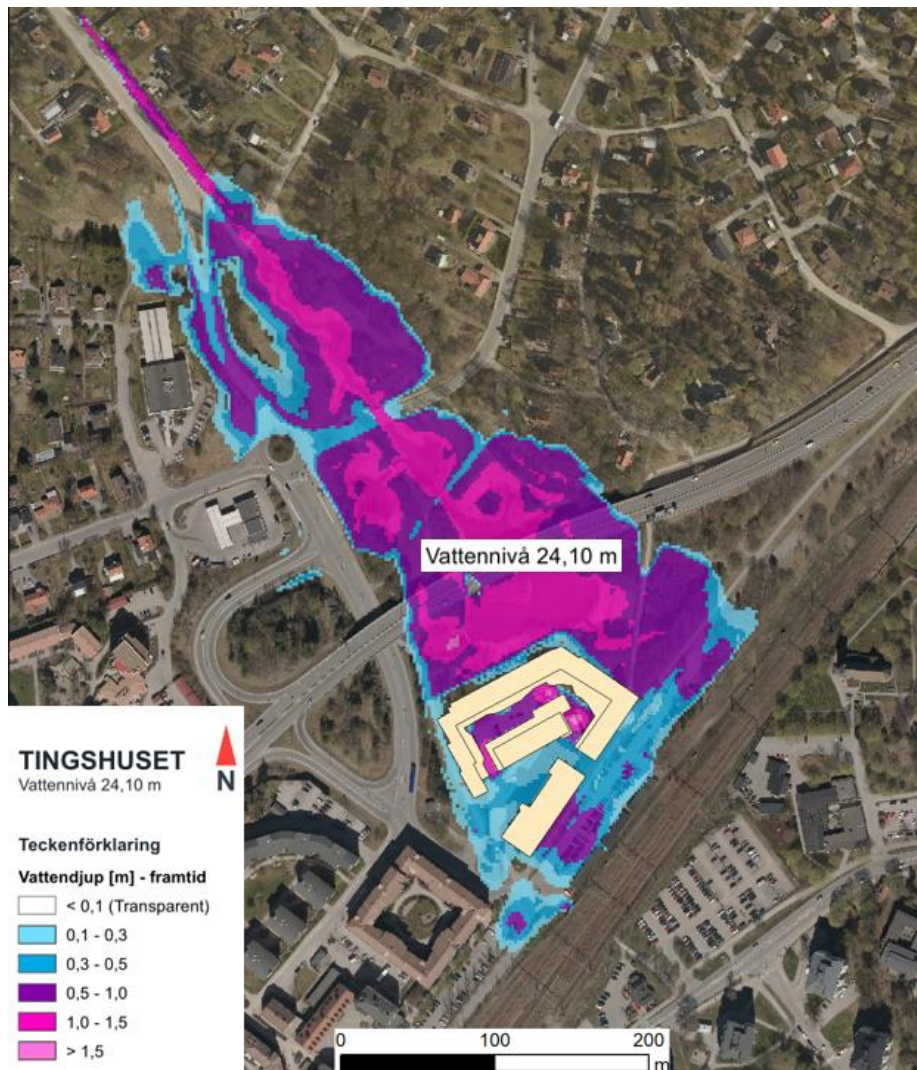 Vattennivå 24,10 m
TINGSHUSET
Vattennivå 24,10 m
N
Teckenförklaring
Vattendjup [m] - framtid
< 0,1 (Transparent)
0,1 - 0,3
0,3 - 0,5
0,5 - 1,0
1,0 - 1,5
> 1,5
0 100 200
m